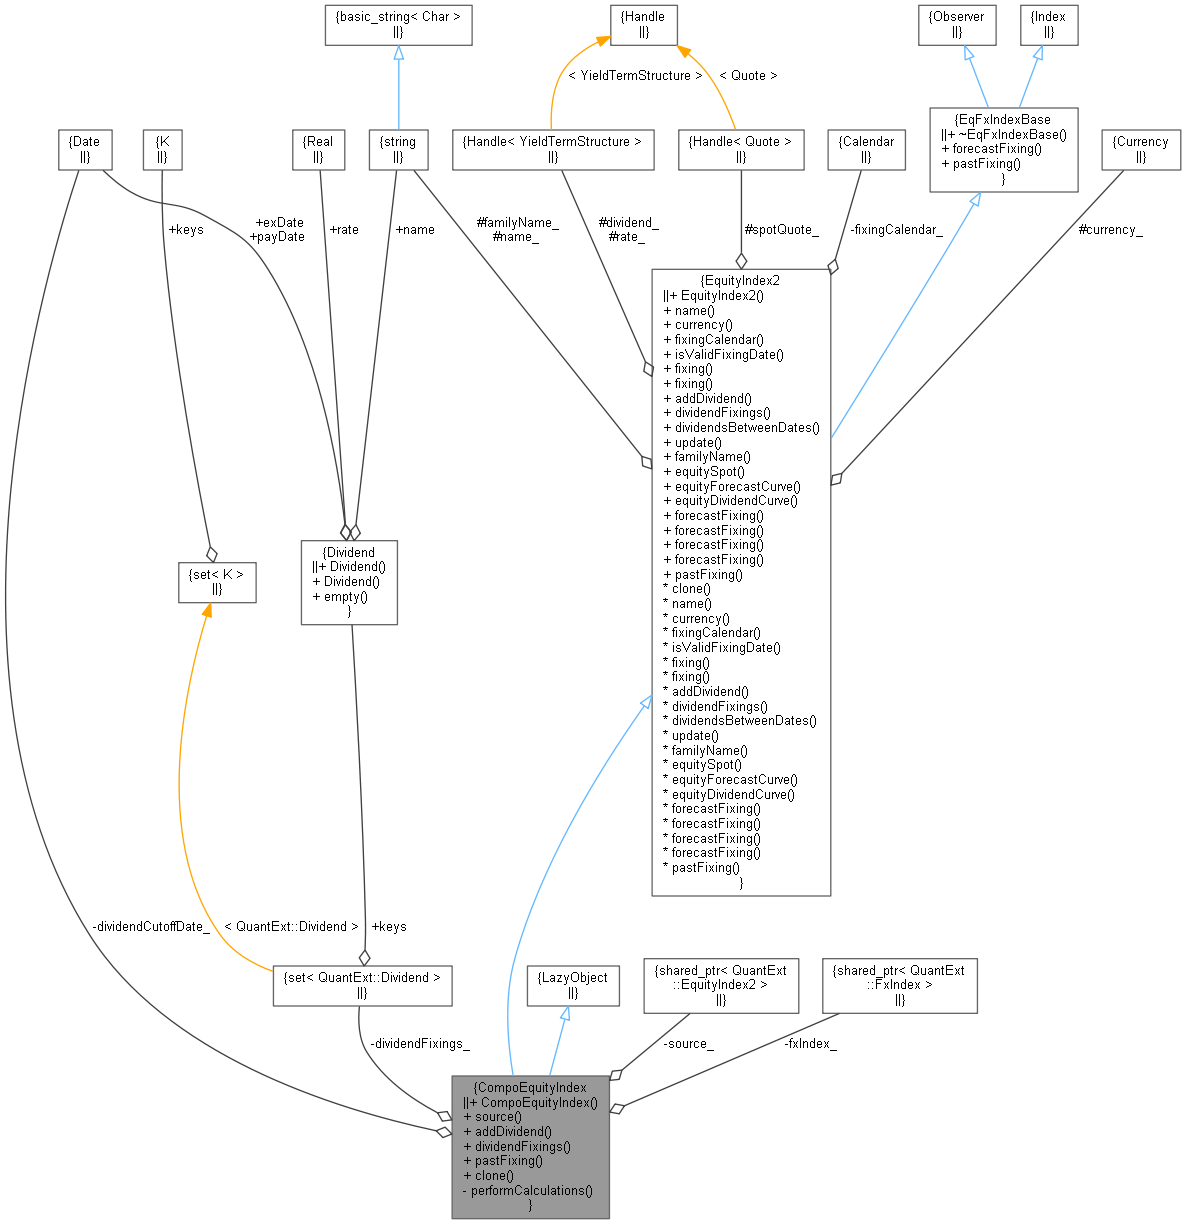 {basic_string< Char >
||}
{Handle
||}
{Observer
||}
{Index
||}
< YieldTermStructure >
< Quote >
{Date
||}
{K
||}
{Real
||}
{string
||}
{Handle< YieldTermStructure >
||}
{Handle< Quote >
||}
{Calendar
||}
{EqFxIndexBase
||+ ~EqFxIndexBase()
+ forecastFixing()
+ pastFixing()
}
{Currency
||}
+keys
+exDate
+payDate
+rate
+name
#familyName_
#name_
#dividend_
#rate_
#spotQuote_
-fixingCalendar_
#currency_
{EquityIndex2
||+ EquityIndex2()
+ name()
+ currency()
+ fixingCalendar()
+ isValidFixingDate()
+ fixing()
+ fixing()
+ addDividend()
+ dividendFixings()
+ dividendsBetweenDates()
+ update()
+ familyName()
+ equitySpot()
+ equityForecastCurve()
+ equityDividendCurve()
+ forecastFixing()
+ forecastFixing()
+ forecastFixing()
+ forecastFixing()
+ pastFixing()
* clone()
* name()
* currency()
* fixingCalendar()
* isValidFixingDate()
* fixing()
* fixing()
* addDividend()
* dividendFixings()
* dividendsBetweenDates()
* update()
* familyName()
* equitySpot()
* equityForecastCurve()
* equityDividendCurve()
* forecastFixing()
* forecastFixing()
* forecastFixing()
* forecastFixing()
* pastFixing()
}
{set< K >
||}
{Dividend
||+ Dividend()
+ Dividend()
+ empty()
}
-dividendCutoffDate_
< QuantExt::Dividend >
+keys
{set< QuantExt::Dividend >
||}
{LazyObject
||}
{shared_ptr< QuantExt
::EquityIndex2 >
||}
{shared_ptr< QuantExt
::FxIndex >
||}
-dividendFixings_
-source_
-fxIndex_
{CompoEquityIndex
||+ CompoEquityIndex()
+ source()
+ addDividend()
+ dividendFixings()
+ pastFixing()
+ clone()
- performCalculations()
}